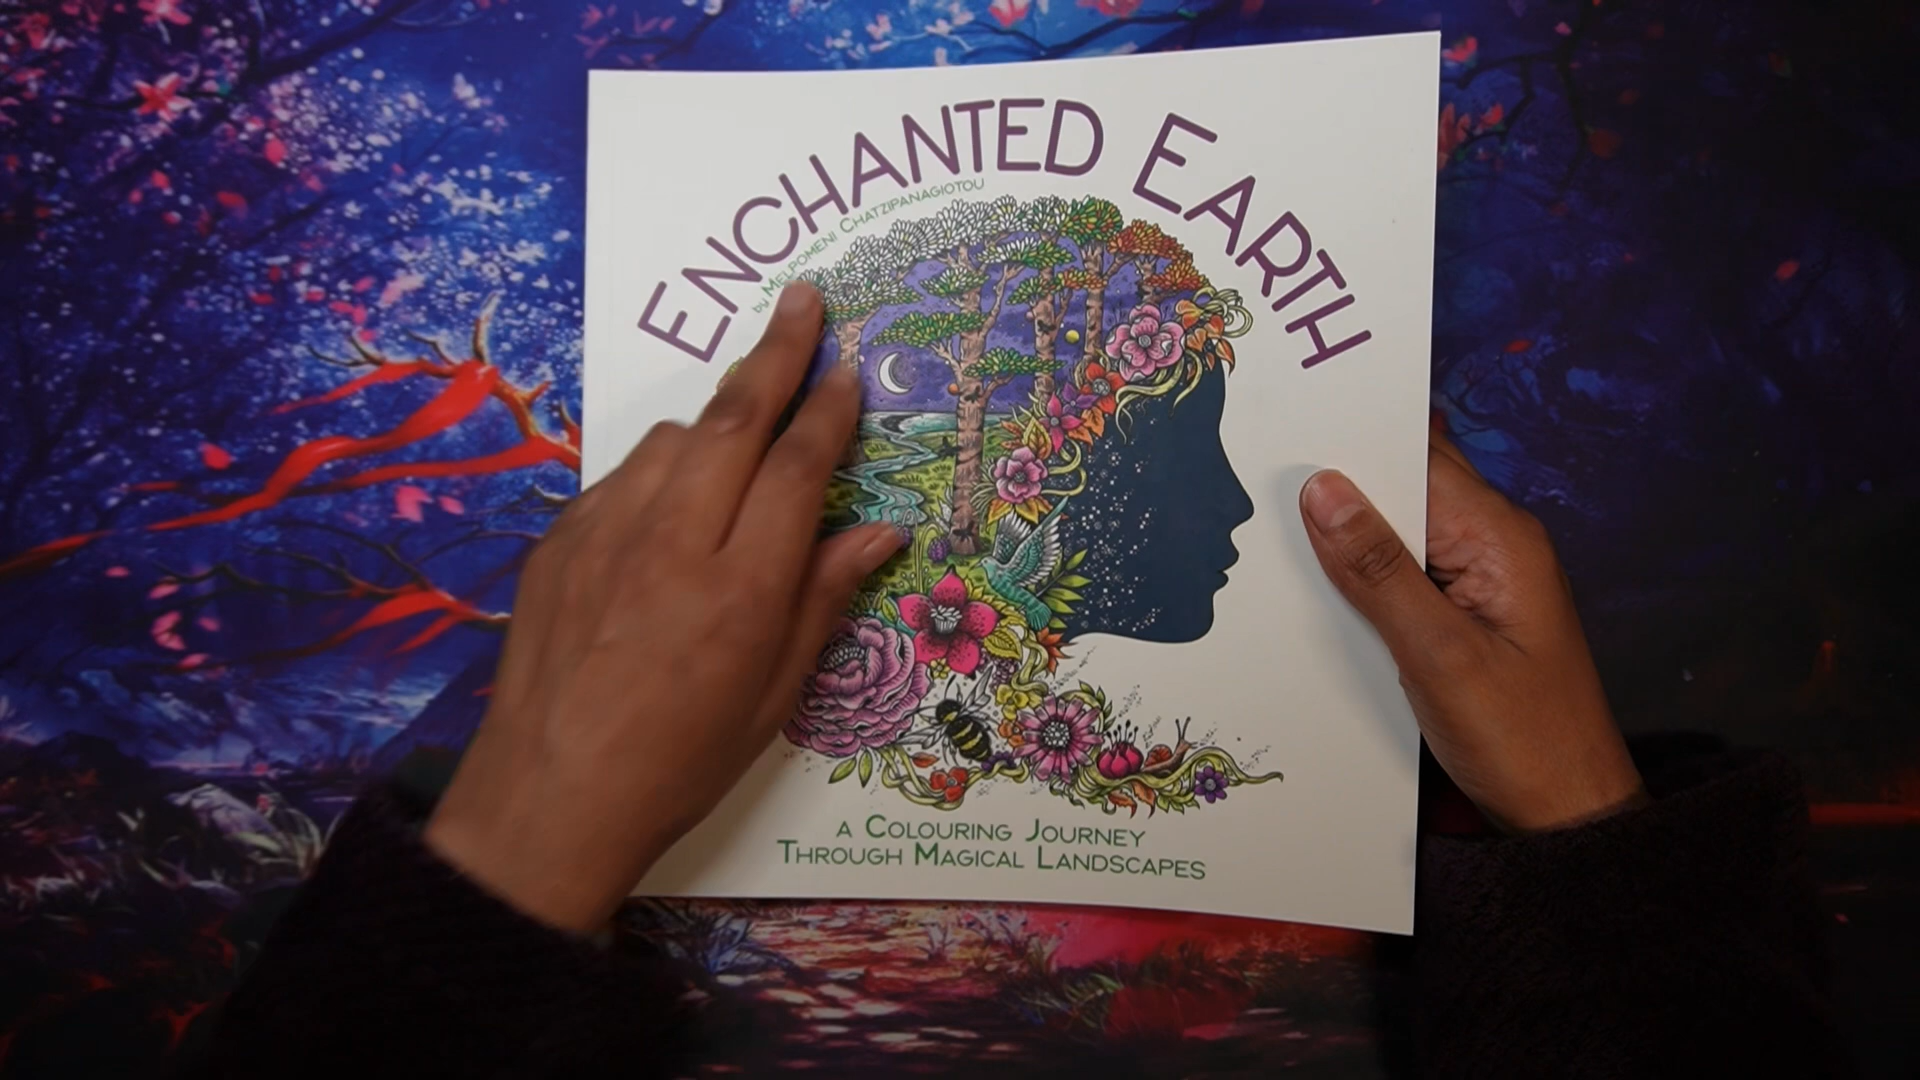 ENCHANTED EARTH
by MELPOMENI CHATZIPANAGIOTOU
A COLOURING JOURNEY
THROUGH MAGICAL LANDSCAPES